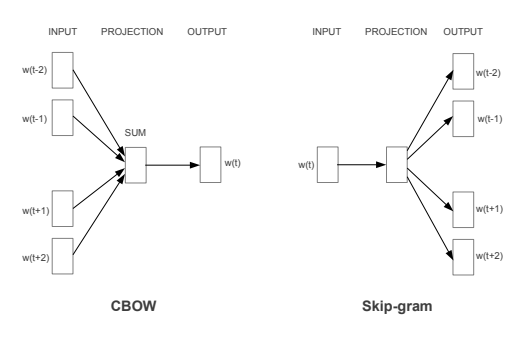 INPUT PROJECTION OUTPUT
w(t-2)
w(t-1)
SUM
w(t)
w(t+1)
w(t+2)
CBOW
INPUT PROJECTION OUTPUT
w(t-2)
w(t-1)
w(t)
w(t+1)
w(t+2)
Skip-gram